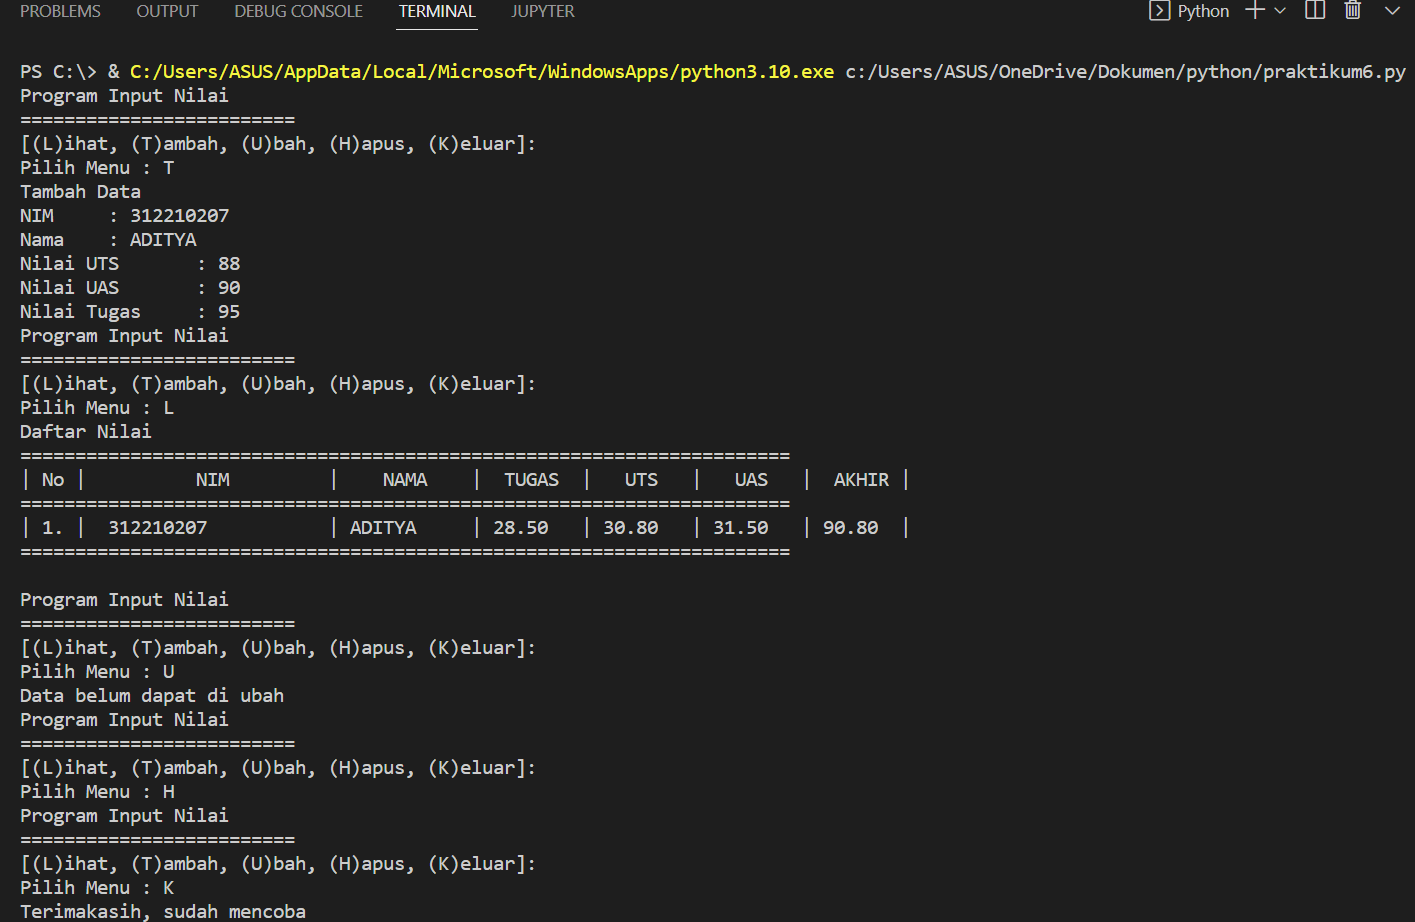 PROBLEMS OUTPUT DEBUG CONSOLE TERMINAL JUPYTER Python
PS C:\> & C:/Users/ASUS/AppData/Local/Microsoft/WindowsApps/python3.10.exe c:/Users/ASUS/OneDrive/Dokumen/python/praktikum6.py
Program Input Nilai
=========================
[(L)ihat, (T)ambah, (U)bah, (H)apus, (K)eluar]:
Pilih Menu : T
Tambah Data
NIM     : 312210207
Nama    : ADITYA
Nilai UTS       : 88
Nilai UAS       : 90
Nilai Tugas     : 95
Program Input Nilai
=========================
[(L)ihat, (T)ambah, (U)bah, (H)apus, (K)eluar]:
Pilih Menu : L
Daftar Nilai
======================================================================
| No |          NIM         |    NAMA    |  TUGAS  |   UTS   |   UAS   |  AKHIR |
======================================================================
| 1. |  312210207           | ADITYA     | 28.50   | 30.80   | 31.50   | 90.80  |
======================================================================
Program Input Nilai
=========================
[(L)ihat, (T)ambah, (U)bah, (H)apus, (K)eluar]:
Pilih Menu : U
Data belum dapat di ubah
Program Input Nilai
=========================
[(L)ihat, (T)ambah, (U)bah, (H)apus, (K)eluar]:
Pilih Menu : H
Program Input Nilai
=========================
[(L)ihat, (T)ambah, (U)bah, (H)apus, (K)eluar]:
Pilih Menu : K
Terimakasih, sudah mencoba